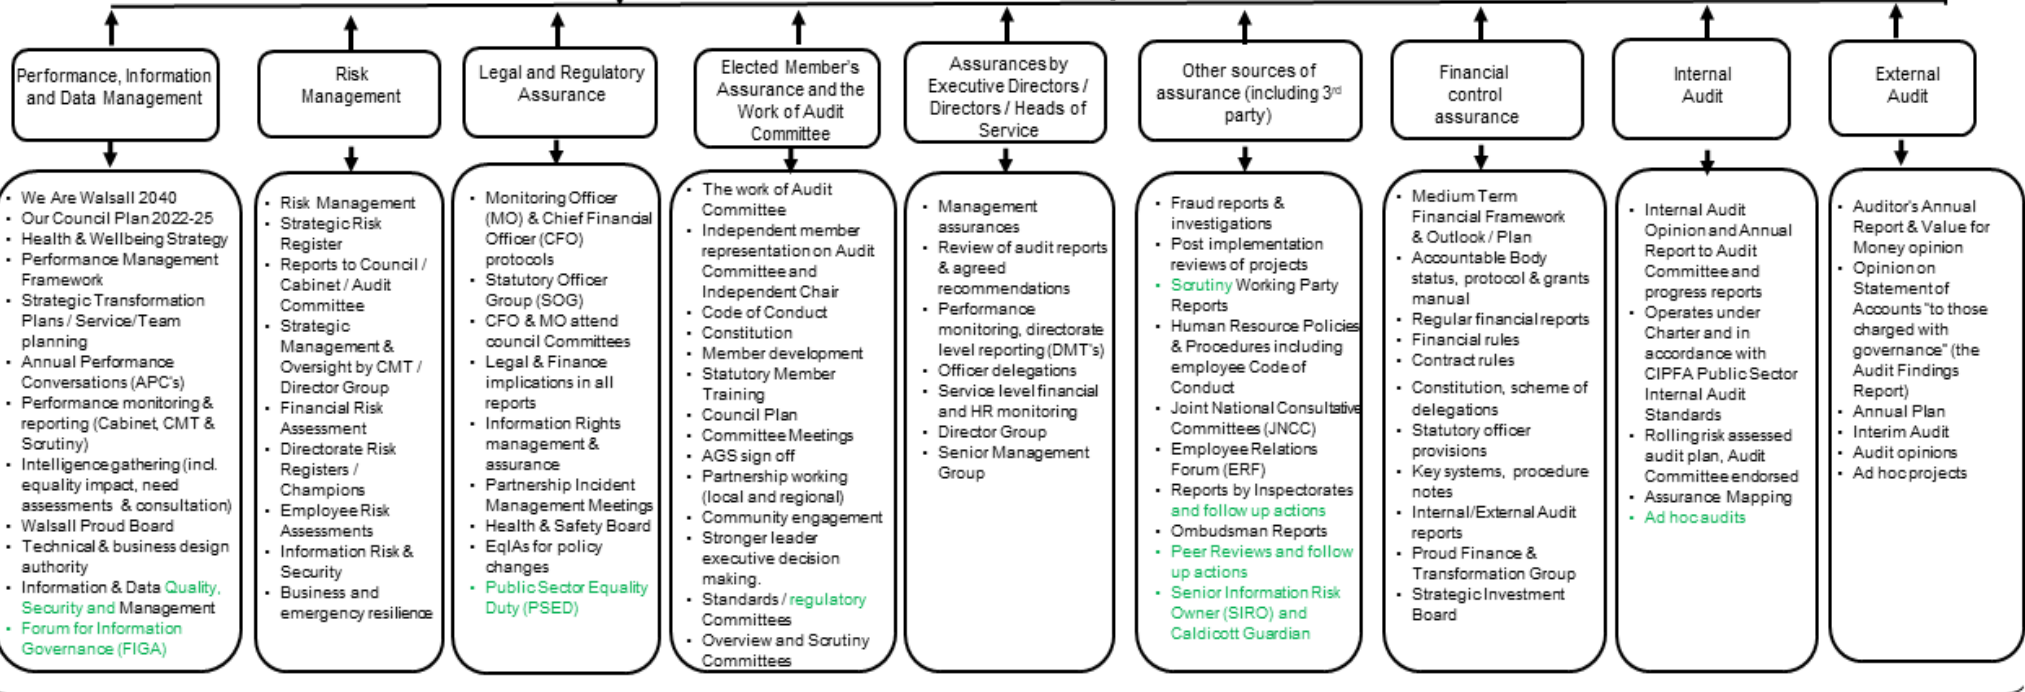 Performance, Information
and Data Management
Risk
Management
Legal and Regulatory
Assurance
Elected Member's
Assurance and the
Work of Audit
Committee
Assurances by
Executive Directors /
Directors / Heads of
Service
Other sources of
assurance (including 3rd
party)
Financial
control
assurance
Internal
Audit
External
Audit
▪ We Are Walsall 2040
▪ Our Council Plan 2022-25
▪ Health & Wellbeing Strategy
▪ Performance Management
Framework
▪ Strategic Transformation
Plans / Service/Team
planning
▪ Annual Performance
Conversations (APC's)
▪ Performance monitoring &
reporting (Cabinet, CMT &
Scrutiny)
▪ Intelligence gathering (incl.
equality impact, need
assessments & consultation)
▪ Walsall Proud Board
▪ Technical & business design
authority
▪ Information & Data Quality,
Security and Management
▪ Forum for Information
Governance (FIGA)
▪ Risk Management
▪ Strategic Risk
Register
▪ Reports to Council /
Cabinet / Audit
Committee
▪ Strategic
Management &
Oversight by CMT /
Director Group
▪ Financial Risk
Assessment
▪ Directorate Risk
Registers /
Champions
▪ Employee Risk
Assessments
▪ Information Risk &
Security
▪ Business and
emergency resilience
▪ Monitoring Officer
(MO) & Chief Financial
Officer (CFO)
protocols
▪ Statutory Officer
Group (SOG)
▪ CFO & MO attend
council Committees
▪ Legal & Finance
implications in all
reports
▪ Information Rights
management &
assurance
▪ Partnership Incident
Management Meetings
▪ Health & Safety Board
▪ EqIAs for policy
changes
▪ Public Sector Equality
Duty (PSED)
▪ The work of Audit
Committee
▪ Independent member
representation on Audit
Committee and
Independent Chair
▪ Code of Conduct
▪ Constitution
▪ Member development
▪ Statutory Member
Training
▪ Council Plan
▪ Committee Meetings
▪ AGS sign off
▪ Partnership working
(local and regional)
▪ Community engagement
▪ Stronger leader
executive decision
making.
▪ Standards / regulatory
Committees
▪ Overview and Scrutiny
Committees
▪ Management
assurances
▪ Review of audit reports
& agreed
recommendations
▪ Performance
monitoring, directorate
level reporting (DMT's)
▪ Officer delegations
▪ Service level financial
and HR monitoring
▪ Director Group
▪ Senior Management
Group
▪ Fraud reports &
investigations
▪ Post implementation
reviews of projects
▪ Scrutiny Working Party
Reports
▪ Human Resource Policies
& Procedures including
employee Code of
Conduct
▪ Joint National Consultative
Committees (JNCC)
▪ Employee Relations
Forum (ERF)
▪ Reports by Inspectorates
and follow up actions
▪ Ombudsman Reports
▪ Peer Reviews and follow
up actions
▪ Senior Information Risk
Owner (SIRO) and
Caldicott Guardian
▪ Medium Term
Financial Framework
& Outlook / Plan
▪ Accountable Body
status, protocol & grants
manual
▪ Regular financial reports
▪ Financial rules
▪ Contract rules
▪ Constitution, scheme of
delegations
▪ Statutory officer
provisions
▪ Key systems, procedure
notes
▪ Internal/External Audit
reports
▪ Proud Finance &
Transformation Group
▪ Strategic Investment
Board
▪ Internal Audit
Opinion and Annual
Report to Audit
Committee and
progress reports
▪ Operates under
Charter and in
accordance with
CIPFA Public Sector
Internal Audit
Standards
▪ Rolling risk assessed
audit plan, Audit
Committee endorsed
▪ Assurance Mapping
▪ Ad hoc audits
▪ Auditor's Annual
Report & Value for
Money opinion
▪ Opinion on
Statement of
Accounts "to those
charged with
governance" (the
Audit Findings
Report)
▪ Annual Plan
▪ Interim Audit
▪ Audit opinions
▪ Ad hoc projects